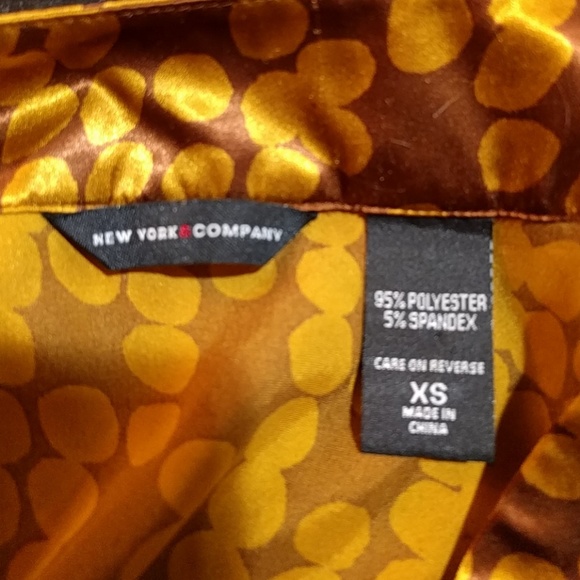 NEW YORK&COMPANY
95% POLYESTER
5% SPANDEX
CARE ON REVERSE
XS
MADE IN
CHINA